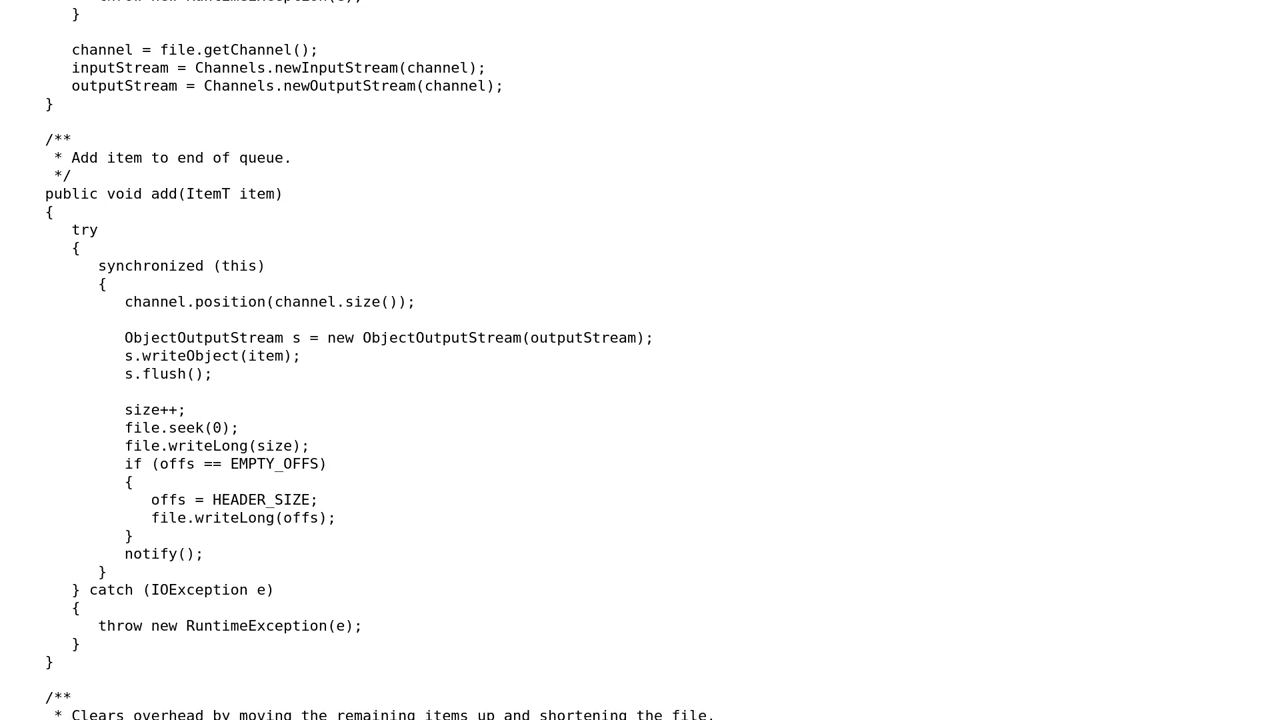 }

channel = file.getChannel();
inputStream = Channels.newInputStream(channel);
outputStream = Channels.newOutputStream(channel);
}

/**
* Add item to end of queue.
*/
public void add(ItemT item)
{
try
{
synchronized (this)
{
channel.position(channel.size());

ObjectOutputStream s = new ObjectOutputStream(outputStream);
s.writeObject(item);
s.flush();

size++;
file.seek(0);
file.writeLong(size);
if (offs == EMPTY_OFFS)
{
offs = HEADER_SIZE;
file.writeLong(offs);
}
notify();
}
} catch (IOException e)
{
throw new RuntimeException(e);
}
}

/**
* Clears overhead by moving the remaining items up and shortening the file.